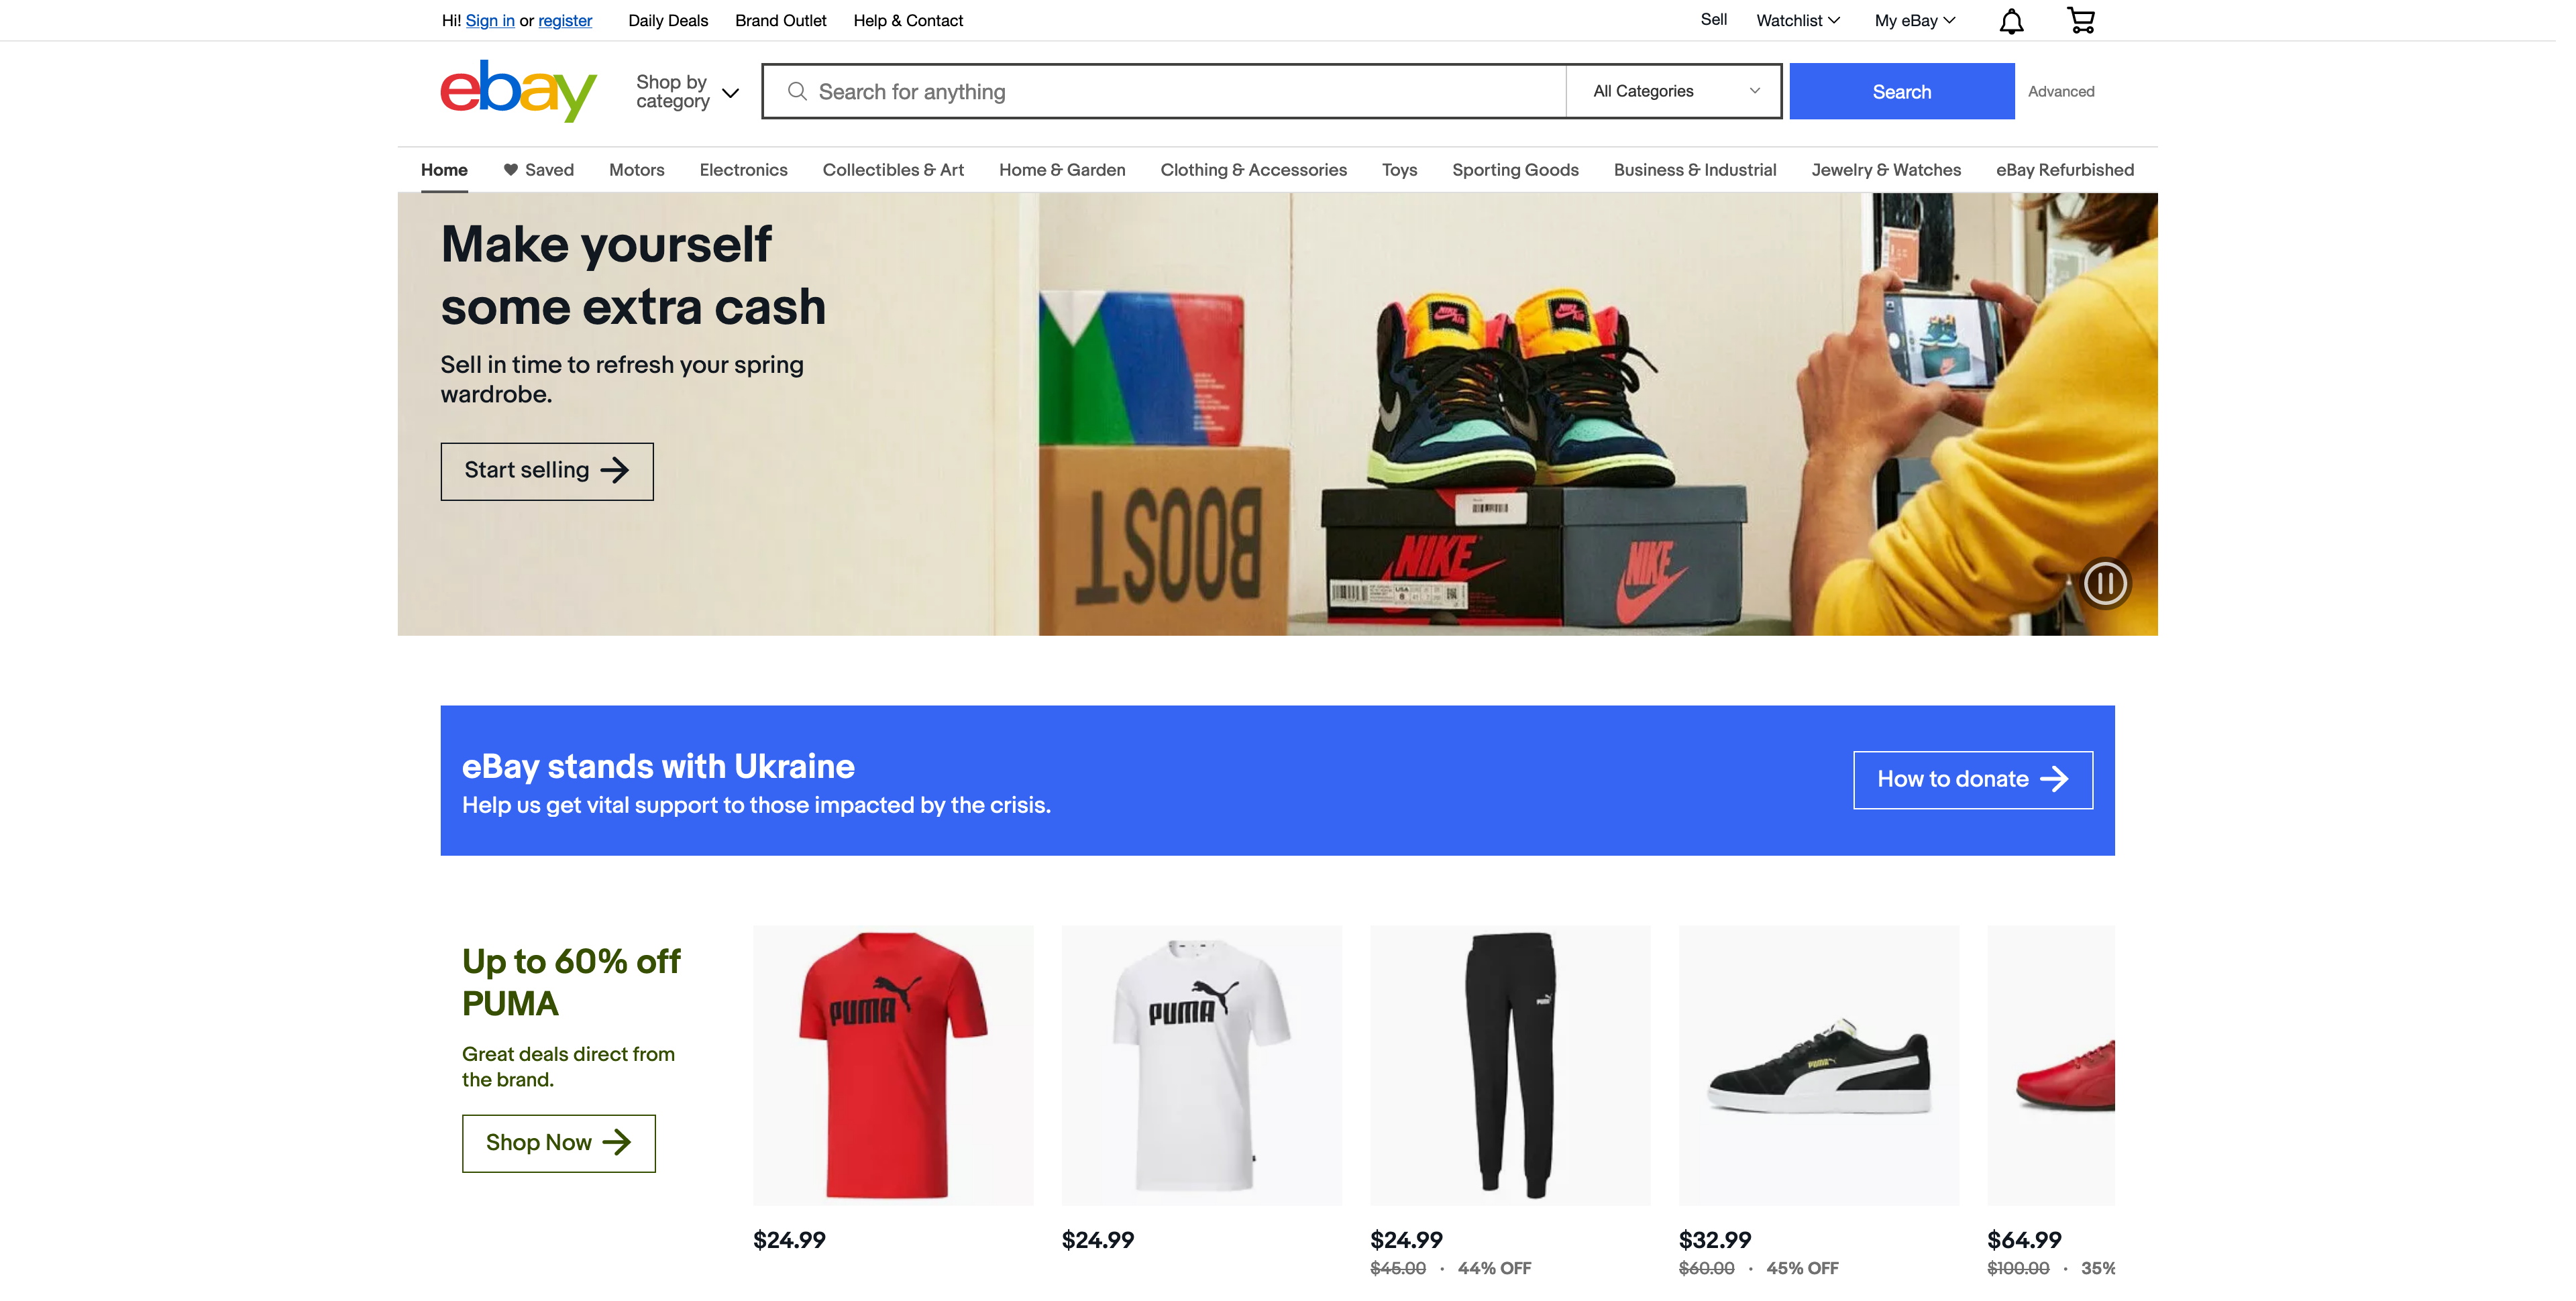 Hi! Sign in or register Daily Deals Brand Outlet Help & Contact Sell Watchlist My eBay
ebay Shop by category Search for anything All Categories Search Advanced
Home Saved Motors Electronics Collectibles & Art Home & Garden Clothing & Accessories Toys Sporting Goods Business & Industrial Jewelry & Watches eBay Refurbished
Make yourself
some extra cash
Sell in time to refresh your spring
wardrobe.
Start selling
BOOST
NIKE
NIKE
eBay stands with Ukraine
Help us get vital support to those impacted by the crisis.
How to donate
Up to 60% off
PUMA
Great deals direct from
the brand.
Shop Now
PUMA
PUMA
PUMA
PUMA
$24.99
$24.99
$24.99
$45.00 · 44% OFF
$32.99
$60.00 · 45% OFF
$64.99
$100.00 · 35%